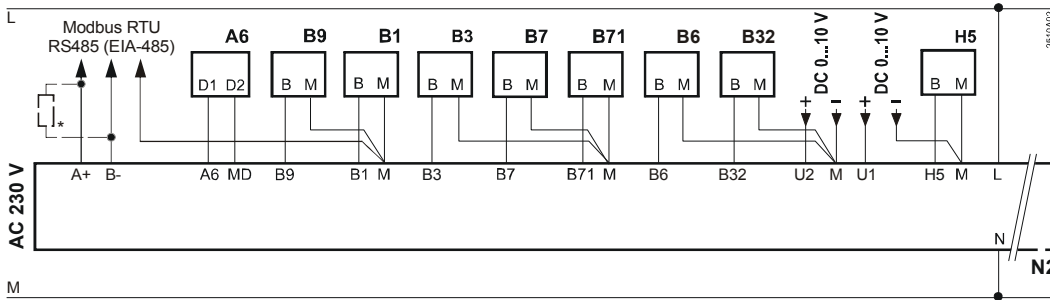 L
Modbus RTU
RS485 (EIA-485)
A6 B9 B1 B3 B7 B71 B6 B32 H5
DC 0...10 V
DC 0...10 V
D1 D2 B M B M B M B M B M B M B M B M
+ - + -
*
A+ B- A6 MD B9 B1 M B3 B7 B71 M B6 B32 U2 M U1 H5 M L
AC 230 V
N
M